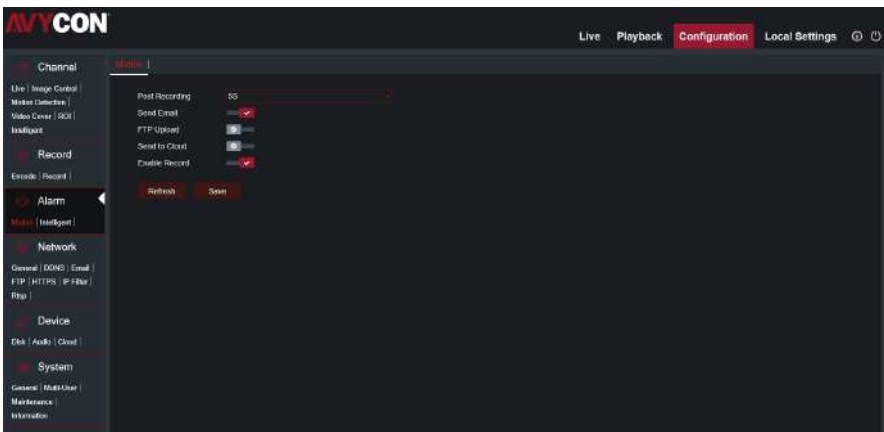 AVYCON
Live Playback Configuration Local Settings
Channel
Live | Image Control |
Motion Detection |
Video Cover | ROI |
Intelligent
Record
Encode | Record |
Alarm
Motion | Intelligent |
Network
General | DDNS | Email |
FTP | HTTPS | IP Filter |
Rtsp |
Device
Disk | Audio | Cloud |
System
General | Multi-User |
Maintenance |
Information
Motion |
Post Recording 5S
Send Email
FTP Upload
Send to Cloud
Enable Record
Refresh Save